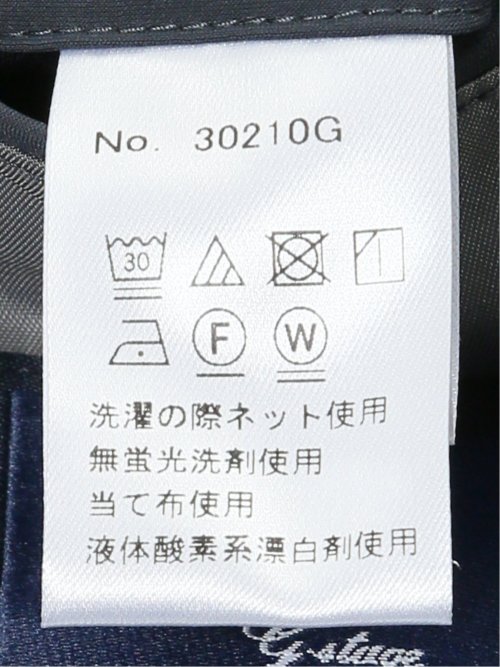 No. 30210G
30
F W
洗濯の際ネット使用
無蛍光洗剤使用
当て布使用
液体酸素系漂白剤使用
stage